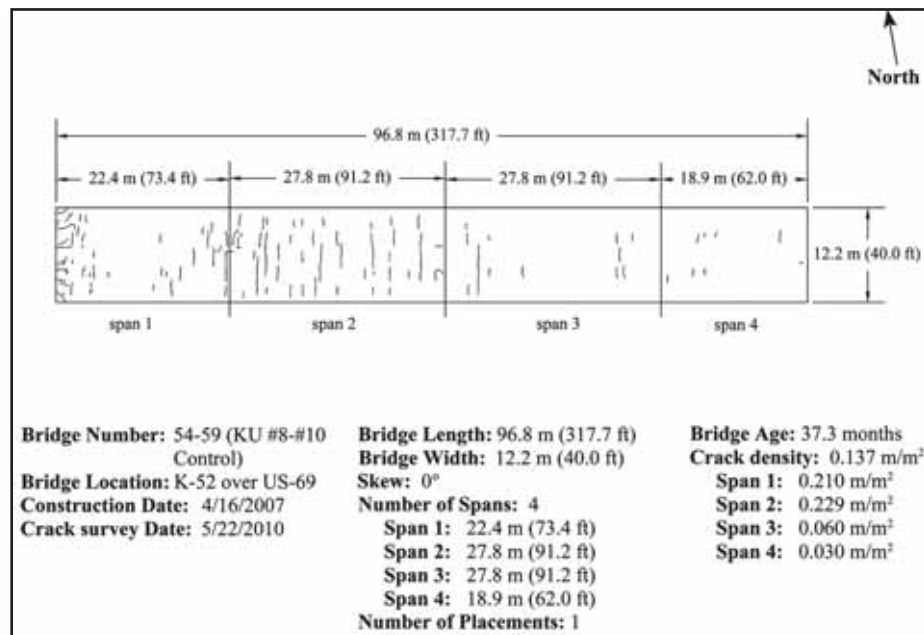 North
96.8 m (317.7 ft)
22.4 m (73.4 ft)
27.8 m (91.2 ft)
27.8 m (91.2 ft)
18.9 m (62.0 ft)
12.2 m (40.0 ft)
span 1
span 2
span 3
span 4
Bridge Number: 54-59 (KU #8-#10
Control)
Bridge Location: K-52 over US-69
Construction Date: 4/16/2007
Crack survey Date: 5/22/2010
Bridge Length: 96.8 m (317.7 ft)
Bridge Width: 12.2 m (40.0 ft)
Skew: 0°
Number of Spans: 4
Span 1: 22.4 m (73.4 ft)
Span 2: 27.8 m (91.2 ft)
Span 3: 27.8 m (91.2 ft)
Span 4: 18.9 m (62.0 ft)
Number of Placements: 1
Bridge Age: 37.3 months
Crack density: 0.137 m/m²
Span 1: 0.210 m/m²
Span 2: 0.229 m/m²
Span 3: 0.060 m/m²
Span 4: 0.030 m/m²